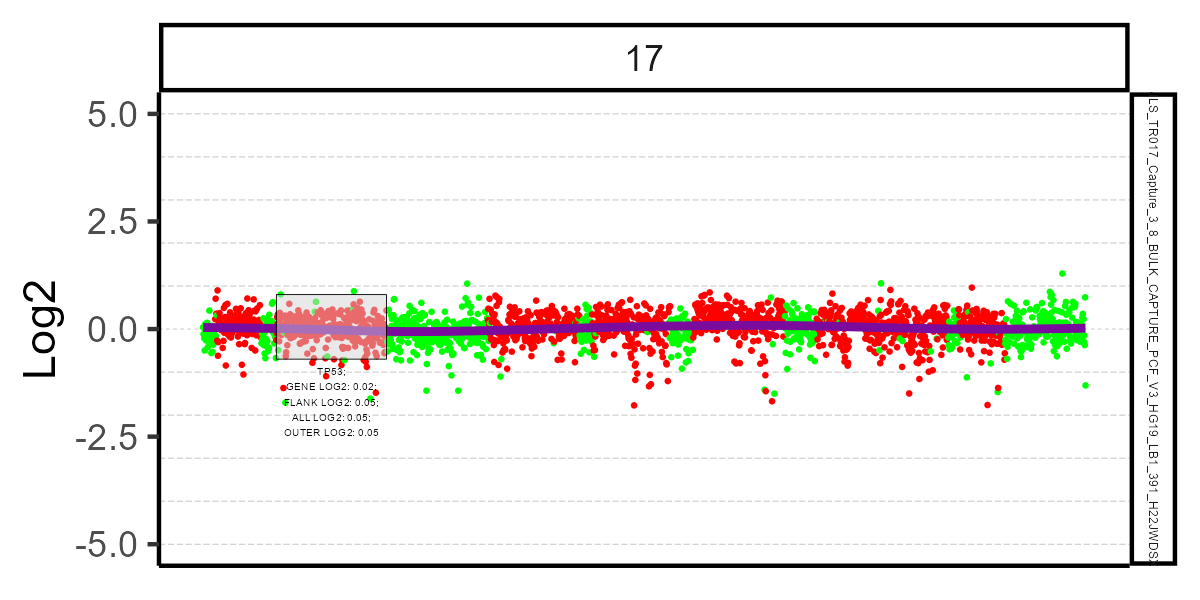 17
Log2
5.0
2.5
0.0
-2.5
-5.0
TP53;
GENE LOG2: 0.02;
FLANK LOG2: 0.05;
ALL LOG2: 0.05;
OUTER LOG2: 0.05
LS_TR017_Capture_3_8_BULK_CAPTURE_PCF_V3_HG19_LB1_391_H22JWDS